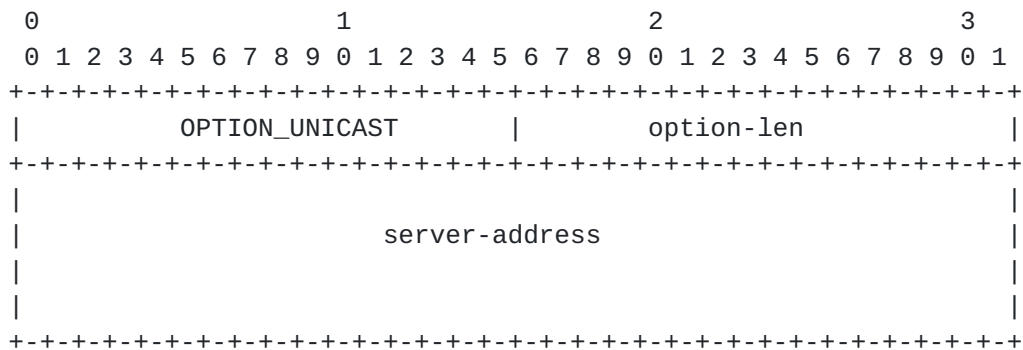 0                   1                   2                   3
 0 1 2 3 4 5 6 7 8 9 0 1 2 3 4 5 6 7 8 9 0 1 2 3 4 5 6 7 8 9 0 1
+-+-+-+-+-+-+-+-+-+-+-+-+-+-+-+-+-+-+-+-+-+-+-+-+-+-+-+-+-+-+-+-+
|          OPTION_UNICAST       |        option-len             |
+-+-+-+-+-+-+-+-+-+-+-+-+-+-+-+-+-+-+-+-+-+-+-+-+-+-+-+-+-+-+-+-+
|                                                               |
|                       server-address                          |
|                                                               |
|                                                               |
+-+-+-+-+-+-+-+-+-+-+-+-+-+-+-+-+-+-+-+-+-+-+-+-+-+-+-+-+-+-+-+-+